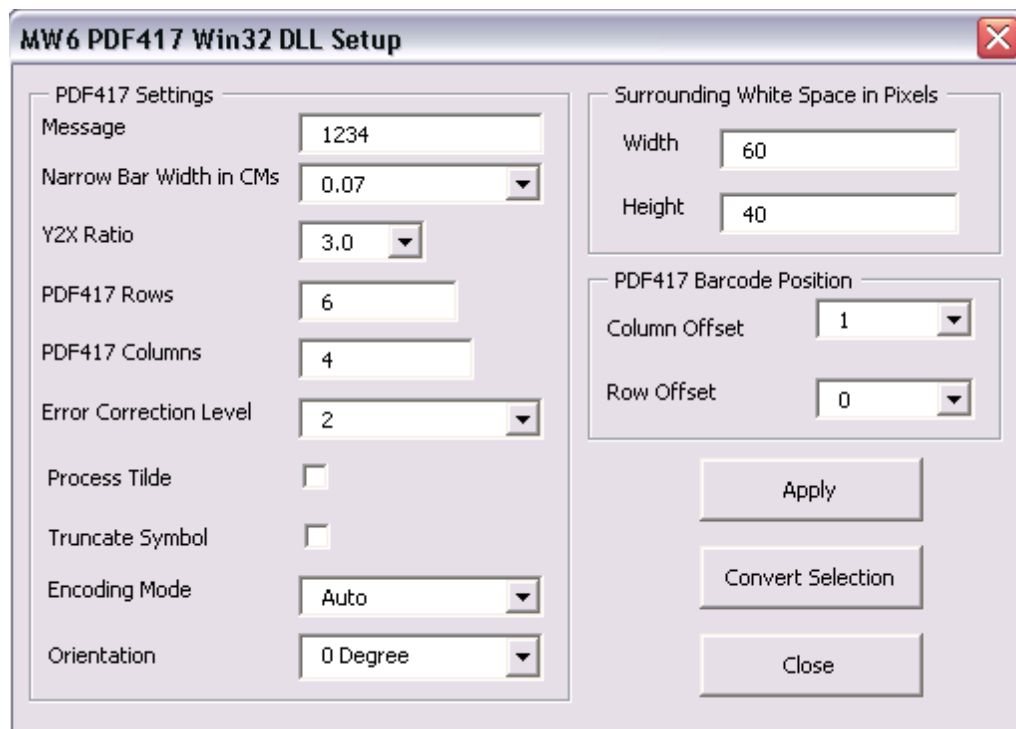 MW6 PDF417 Win32 DLL Setup
PDF417 Settings
Message 1234
Narrow Bar Width in CMs 0.07
Y2X Ratio 3.0
PDF417 Rows 6
PDF417 Columns 4
Error Correction Level 2
Process Tilde
Truncate Symbol
Encoding Mode Auto
Orientation 0 Degree
Surrounding White Space in Pixels
Width 60
Height 40
PDF417 Barcode Position
Column Offset 1
Row Offset 0
Apply
Convert Selection
Close